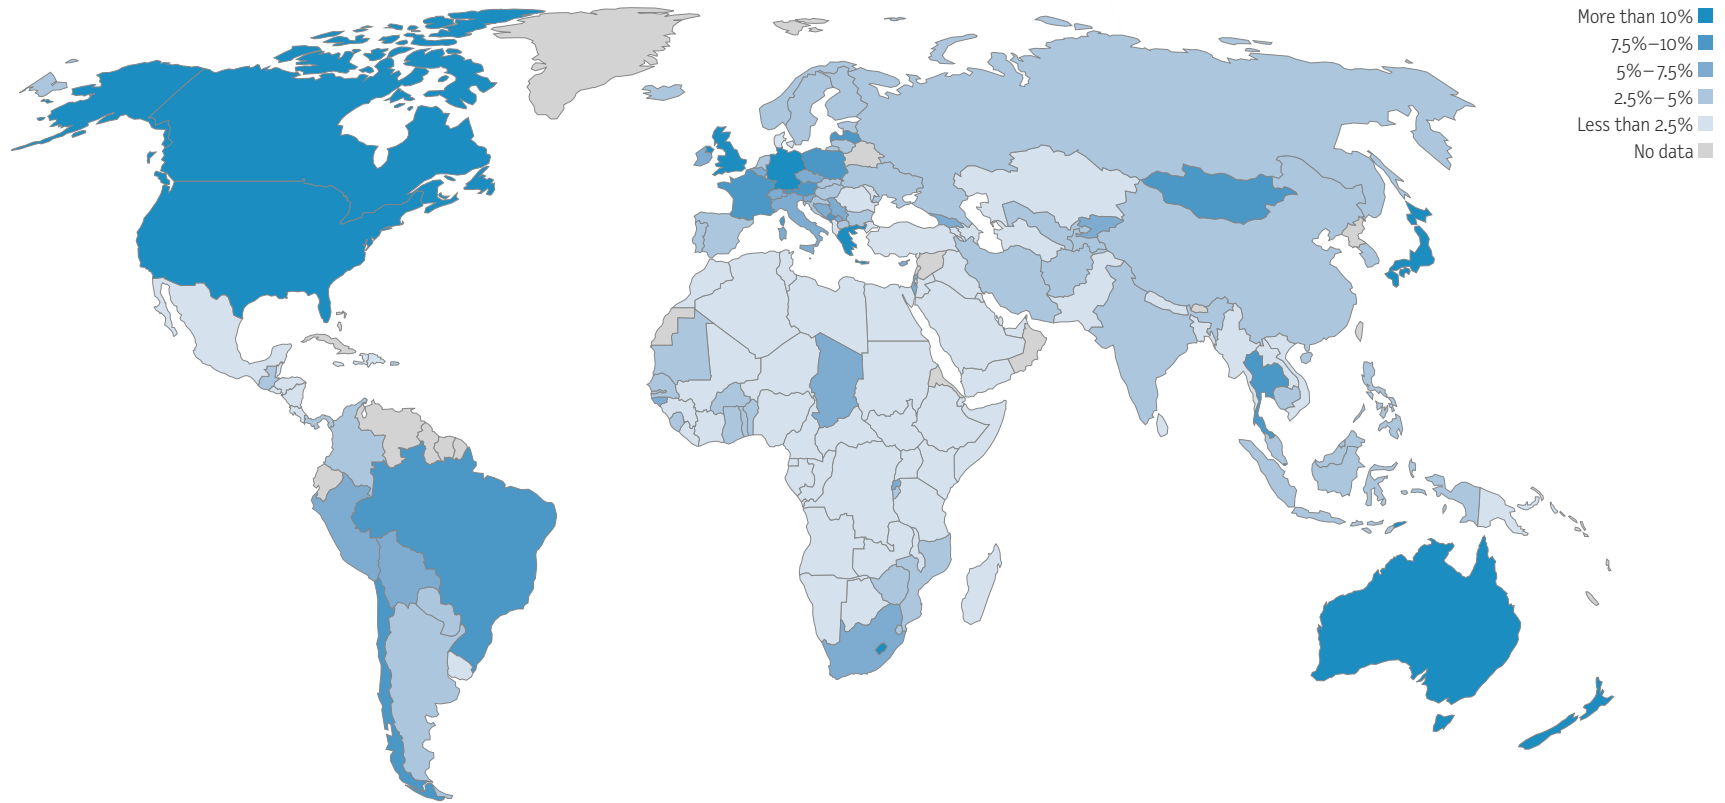 More than 10%
7.5%–10%
5%–7.5%
2.5%–5%
Less than 2.5%
No data